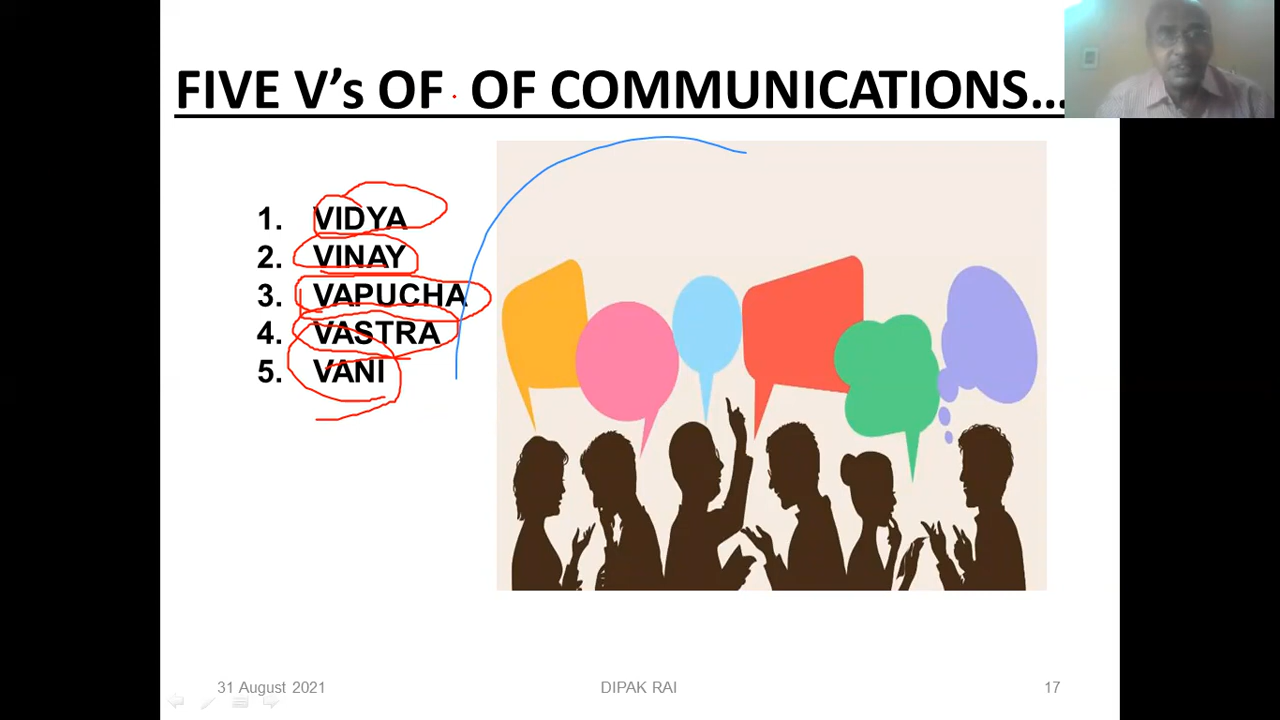 FIVE V's OF OF COMMUNICATIONS...
1. VIDYA
2. VINAY
3. VAPUCHA
4. VASTRA
5. VANI
31 August 2021 DIPAK RAI 17